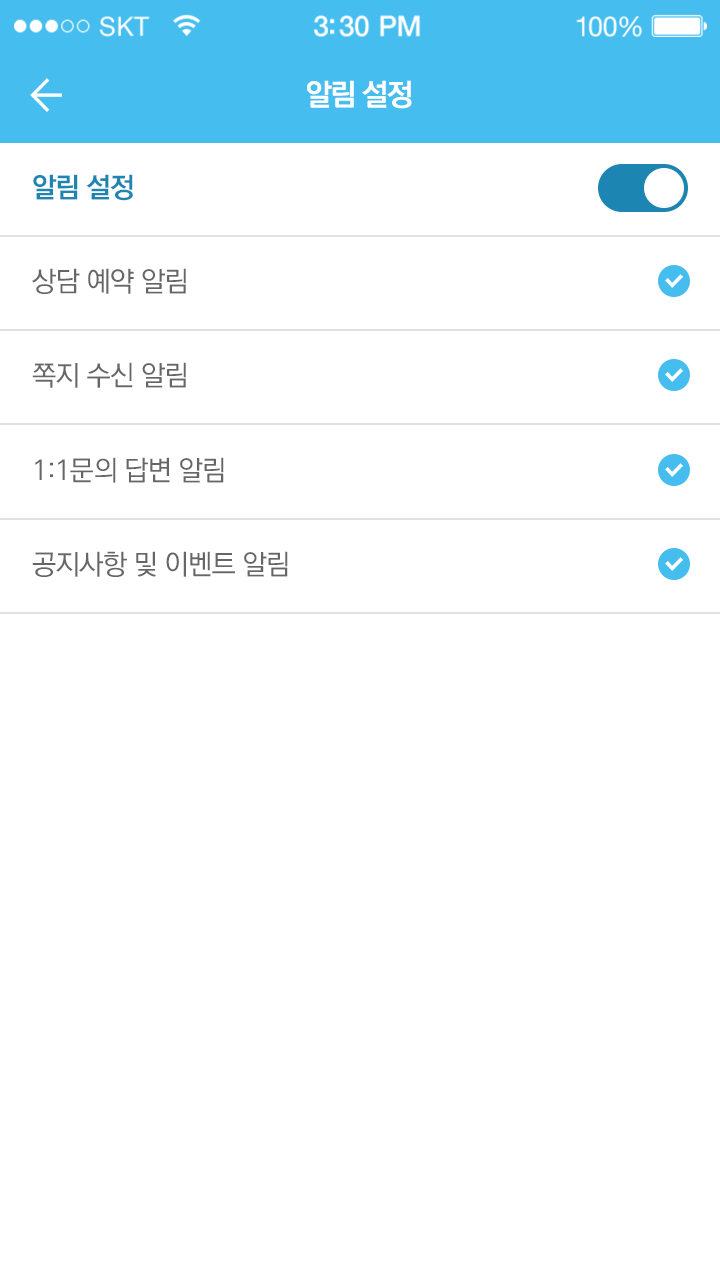 SKT 3:30 PM 100%
알림 설정
알림 설정
상담 예약 알림
쪽지 수신 알림
1:1문의 답변 알림
공지사항 및 이벤트 알림